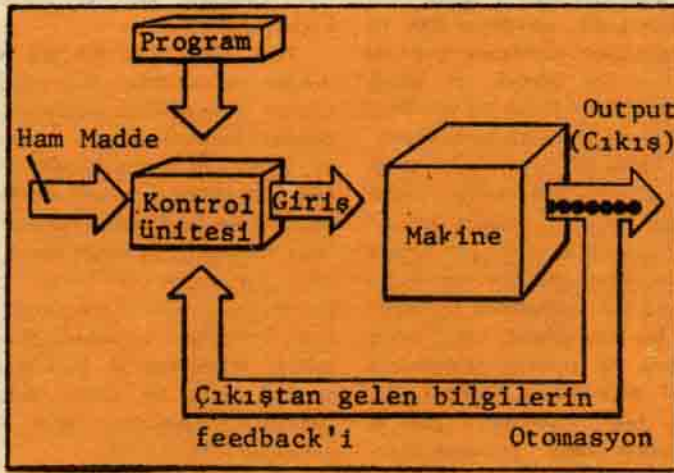 Program
Ham Madde
Output
(Cıkış)
Kontrol
ünitesi
Giriş
Makine
Çıkıştan gelen bilgilerin
feedback'i
Otomasyon